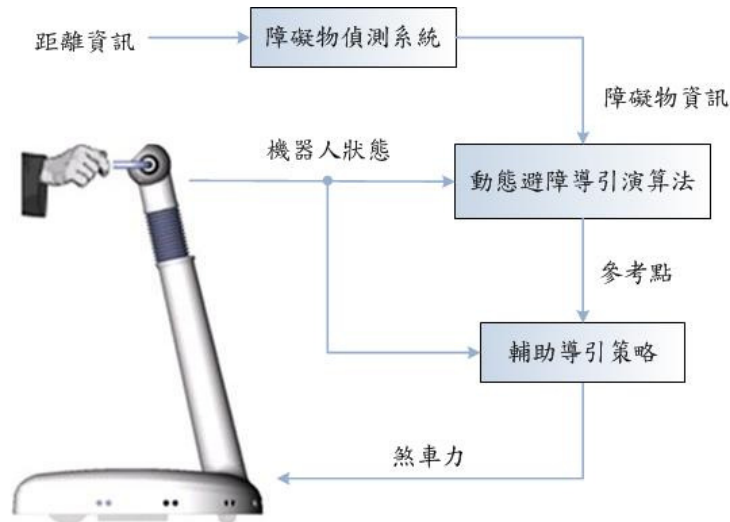 距離資訊
障礙物偵測系統
障礙物資訊
機器人狀態
動態避障導引演算法
參考點
輔助導引策略
煞車力